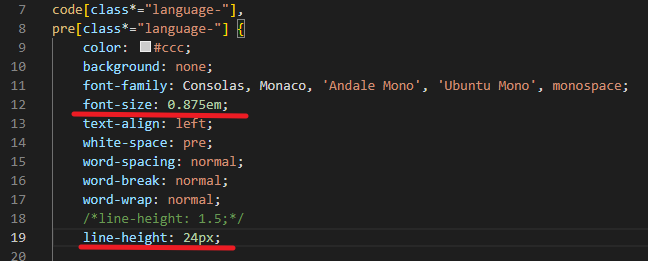 7 code[class*="language-"],
8 pre[class*="language-"] {
9 color: #ccc;
10 background: none;
11 font-family: Consolas, Monaco, 'Andale Mono', 'Ubuntu Mono', monospace;
12 font-size: 0.875em;
13 text-align: left;
14 white-space: pre;
15 word-spacing: normal;
16 word-break: normal;
17 word-wrap: normal;
18 /*line-height: 1.5;*/
19 line-height: 24px;
20